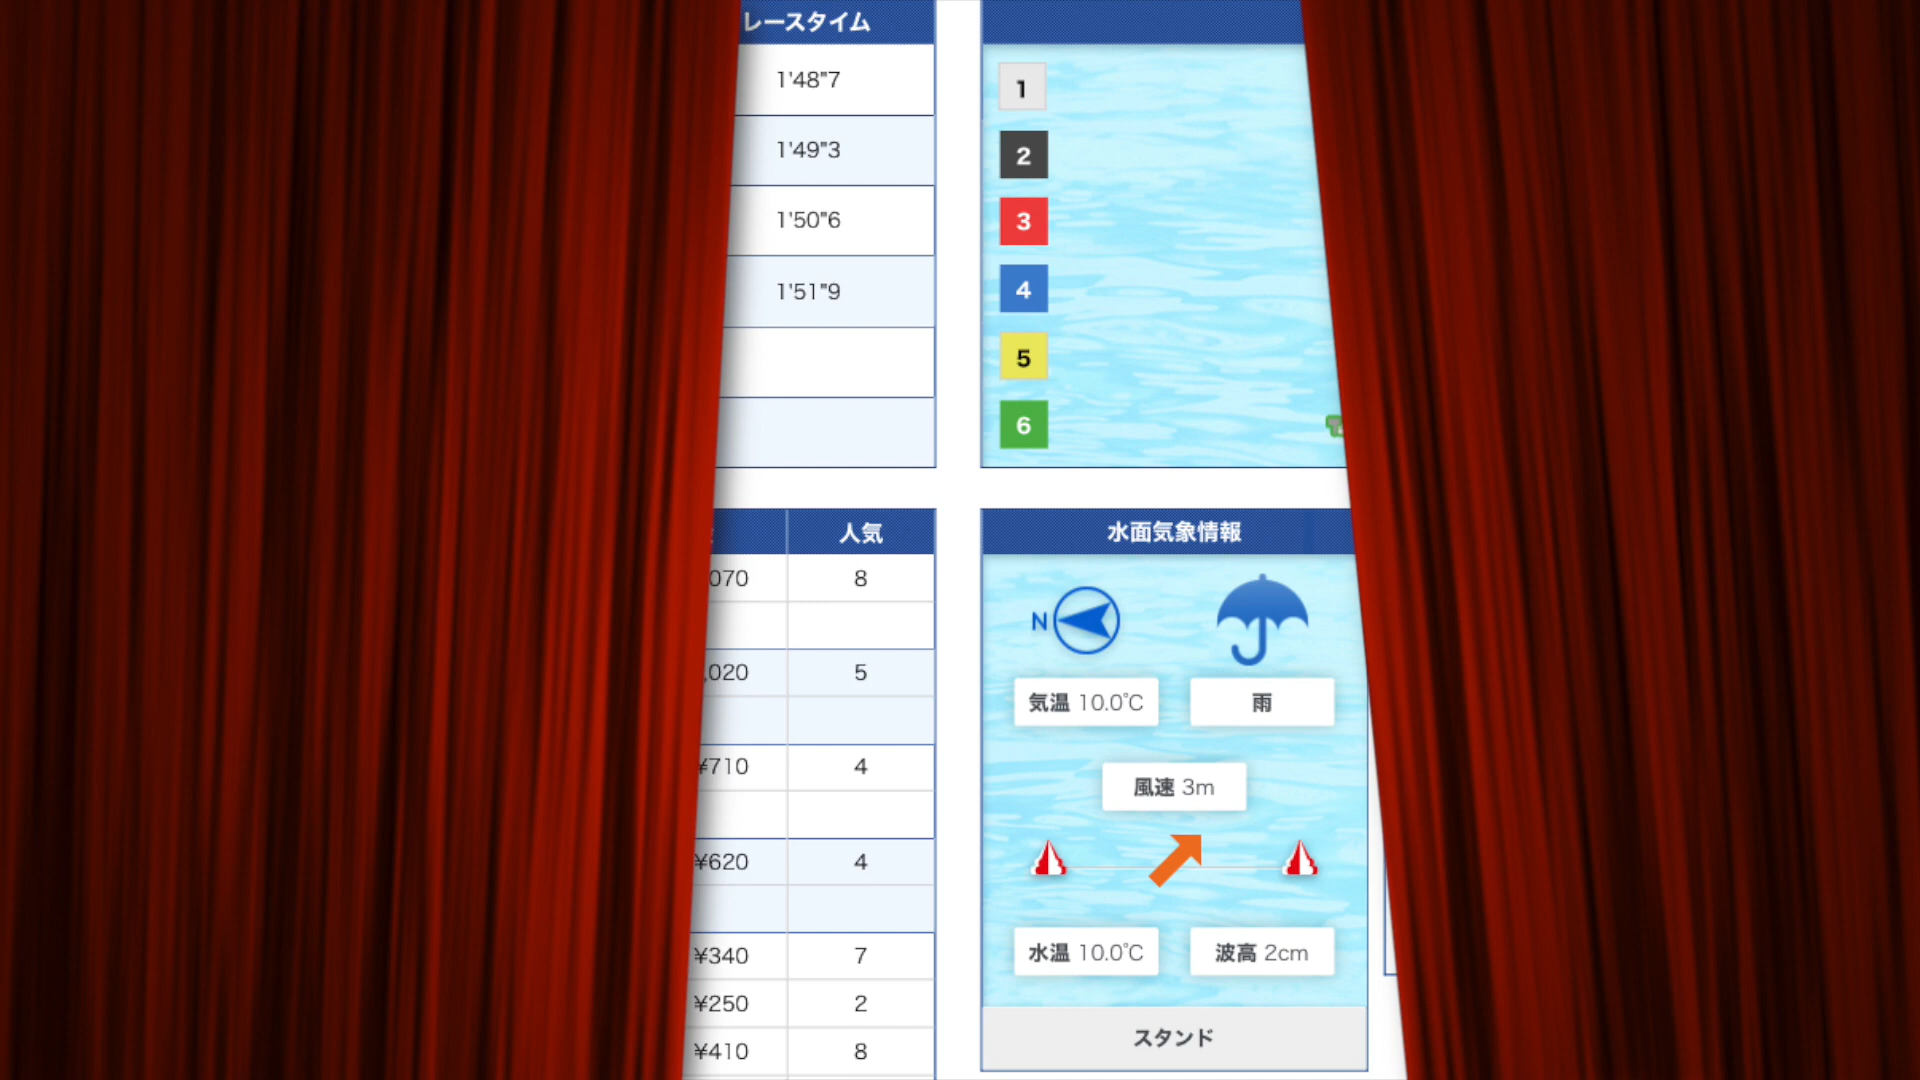 レースタイム
1'48"7
1'49"3
1'50"6
1'51"9
1
2
3
4
5
6
人気
070 8
,020 5
¥710 4
¥620 4
¥340 7
¥250 2
¥410 8
水面気象情報
N
気温 10.0℃
雨
風速 3m
水温 10.0℃
波高 2cm
スタンド